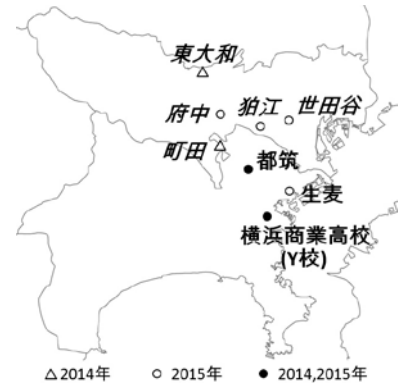 東大和
府中 狛江 世田谷
町田
都筑
生麦
横浜商業高校
(Y校)
△2014年 ○ 2015年 ● 2014,2015年